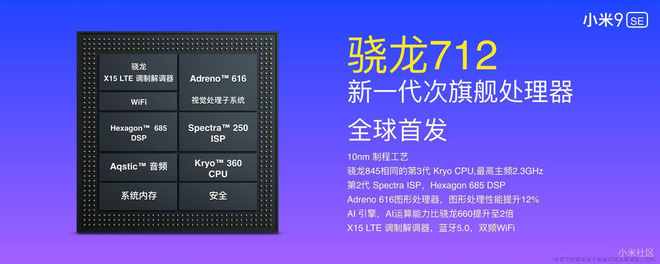 小米9 SE
骁龙
X15 LTE 调制解调器
Adreno™ 616
视觉处理子系统
WiFi
Hexagon™ 685
DSP
Spectra™ 250
ISP
Aqstic™ 音频
Kryo™ 360
CPU
系统内存
安全
骁龙712
新一代次旗舰处理器
全球首发
10nm 制程工艺
骁龙845相同的第3代 Kryo CPU,最高主频2.3GHz
第2代 Spectra ISP，Hexagon 685 DSP
Adreno 616图形处理器，图形处理性能提升12%
AI 引擎，AI运算能力比骁龙660提升至2倍
X15 LTE 调制解调器，蓝牙5.0，双频WiFi
小米社区